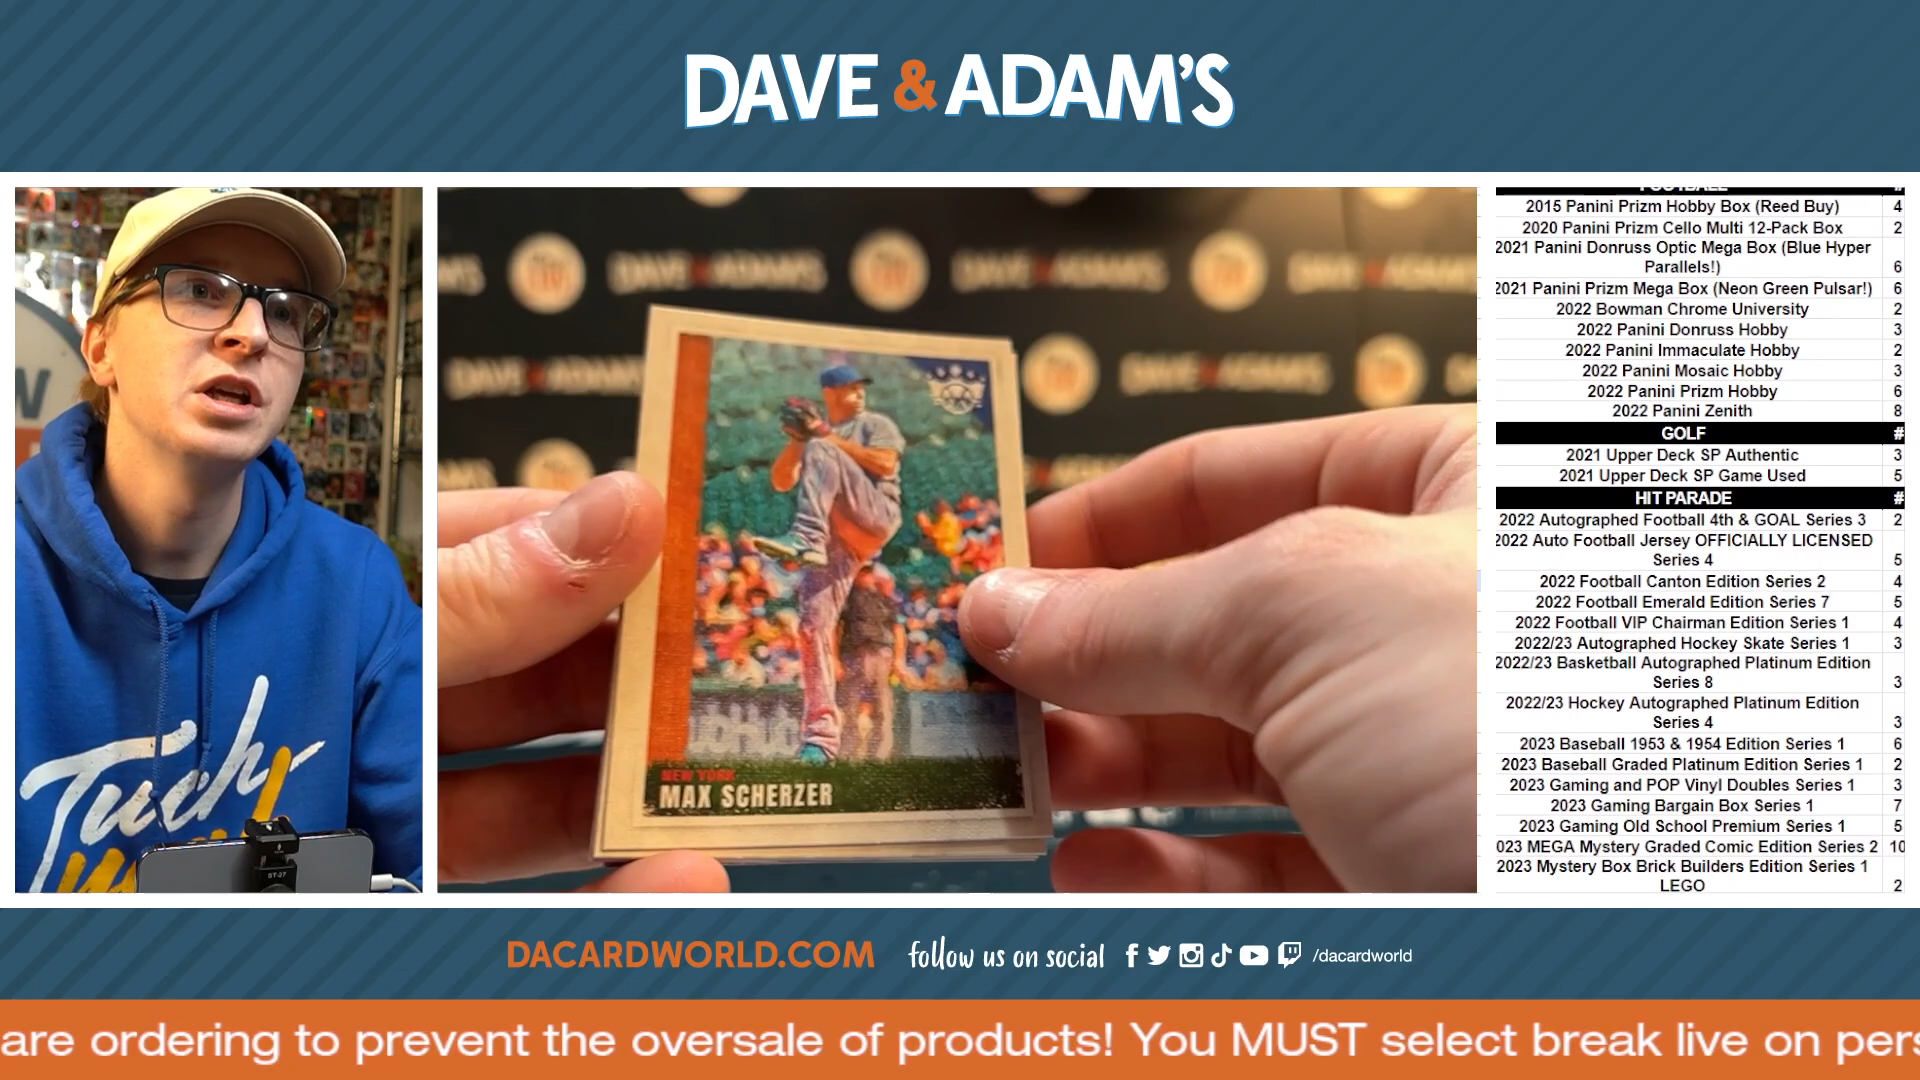 DAVE & ADAM'S
Tuch
NEW YORK
MAX SCHERZER
FOOTBALL #
2015 Panini Prizm Hobby Box (Reed Buy) 4
2020 Panini Prizm Cello Multi 12-Pack Box 2
2021 Panini Donruss Optic Mega Box (Blue Hyper
Parallels!) 6
2021 Panini Prizm Mega Box (Neon Green Pulsar!) 6
2022 Bowman Chrome University 2
2022 Panini Donruss Hobby 3
2022 Panini Immaculate Hobby 2
2022 Panini Mosaic Hobby 3
2022 Panini Prizm Hobby 6
2022 Panini Zenith 8
GOLF #
2021 Upper Deck SP Authentic 3
2021 Upper Deck SP Game Used 5
HIT PARADE #
2022 Autographed Football 4th & GOAL Series 3 2
2022 Auto Football Jersey OFFICIALLY LICENSED
Series 4 5
2022 Football Canton Edition Series 2 4
2022 Football Emerald Edition Series 7 5
2022 Football VIP Chairman Edition Series 1 4
2022/23 Autographed Hockey Skate Series 1 3
2022/23 Basketball Autographed Platinum Edition
Series 8 3
2022/23 Hockey Autographed Platinum Edition
Series 4 3
2023 Baseball 1953 & 1954 Edition Series 1 6
2023 Baseball Graded Platinum Edition Series 1 2
2023 Gaming and POP Vinyl Doubles Series 1 3
2023 Gaming Bargain Box Series 1 7
2023 Gaming Old School Premium Series 1 5
023 MEGA Mystery Graded Comic Edition Series 2 10
2023 Mystery Box Brick Builders Edition Series 1
LEGO 2
DACARDWORLD.COM follow us on social /dacardworld
are ordering to prevent the oversale of products! You MUST select break live on pers